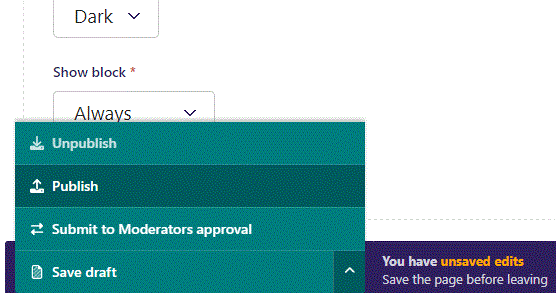 Dark
Show block *
Always
Unpublish
Publish
Submit to Moderators approval
Save draft
You have unsaved edits
Save the page before leaving